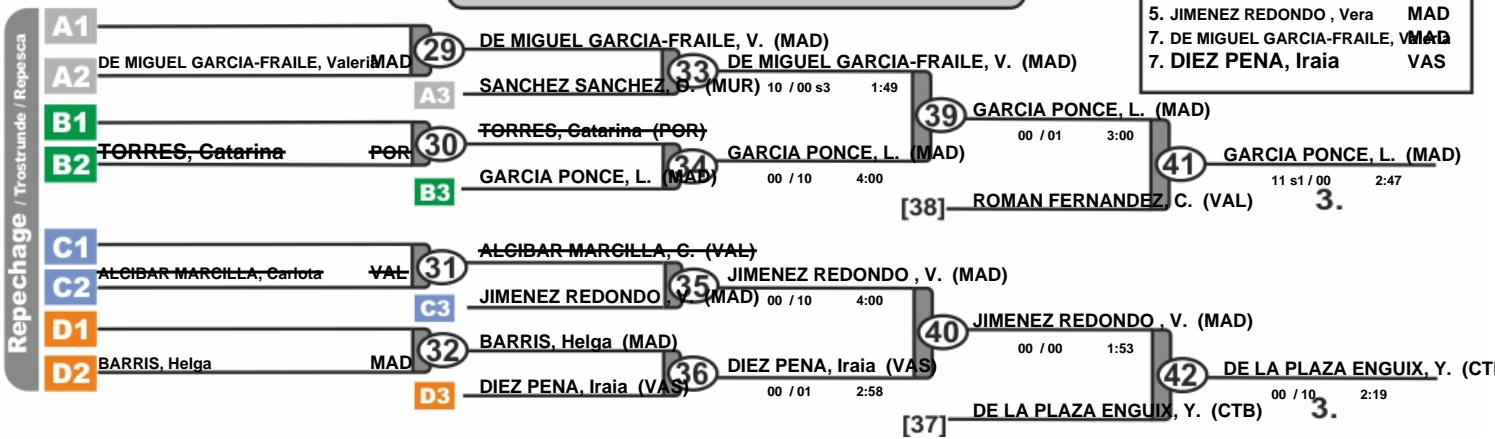 Repechage / Trostrunde / Repesca
5. JIMENEZ REDONDO , Vera MAD
7. DE MIGUEL GARCIA-FRAILE, Valeria MAD
7. DIEZ PENA, Iraia VAS
A1
DE MIGUEL GARCIA-FRAILE, Valeria MAD
A2
29
DE MIGUEL GARCIA-FRAILE, V. (MAD)
A3
SANCHEZ SANCHEZ, (MUR)
33
DE MIGUEL GARCIA-FRAILE, V. (MAD)
10 / 00 s3 1:49
B1
TORRES, Catarina POR
B2
30
TORRES, Catarina (POR)
B3
GARCIA PONCE, L. (MAD)
34
GARCIA PONCE, L. (MAD)
00 / 10 4:00
39
GARCIA PONCE, L. (MAD)
00 / 01 3:00
[38]
ROMAN FERNANDEZ, C. (VAL)
41
GARCIA PONCE, L. (MAD)
11 s1 / 00 2:47
3.
C1
ALCIBAR MARCILLA, Carlota VAL
C2
31
ALCIBAR MARCILLA, C. (VAL)
C3
JIMENEZ REDONDO , V. (MAD)
35
JIMENEZ REDONDO , V. (MAD)
00 / 10 4:00
D1
BARRIS, Helga MAD
D2
32
BARRIS, Helga (MAD)
D3
DIEZ PENA, Iraia (VAS)
36
DIEZ PENA, Iraia (VAS)
00 / 01 2:58
40
JIMENEZ REDONDO , V. (MAD)
00 / 00 1:53
[37]
DE LA PLAZA ENGUIX, Y. (CTB)
42
DE LA PLAZA ENGUIX, Y. (CT
00 / 10 2:19
3.